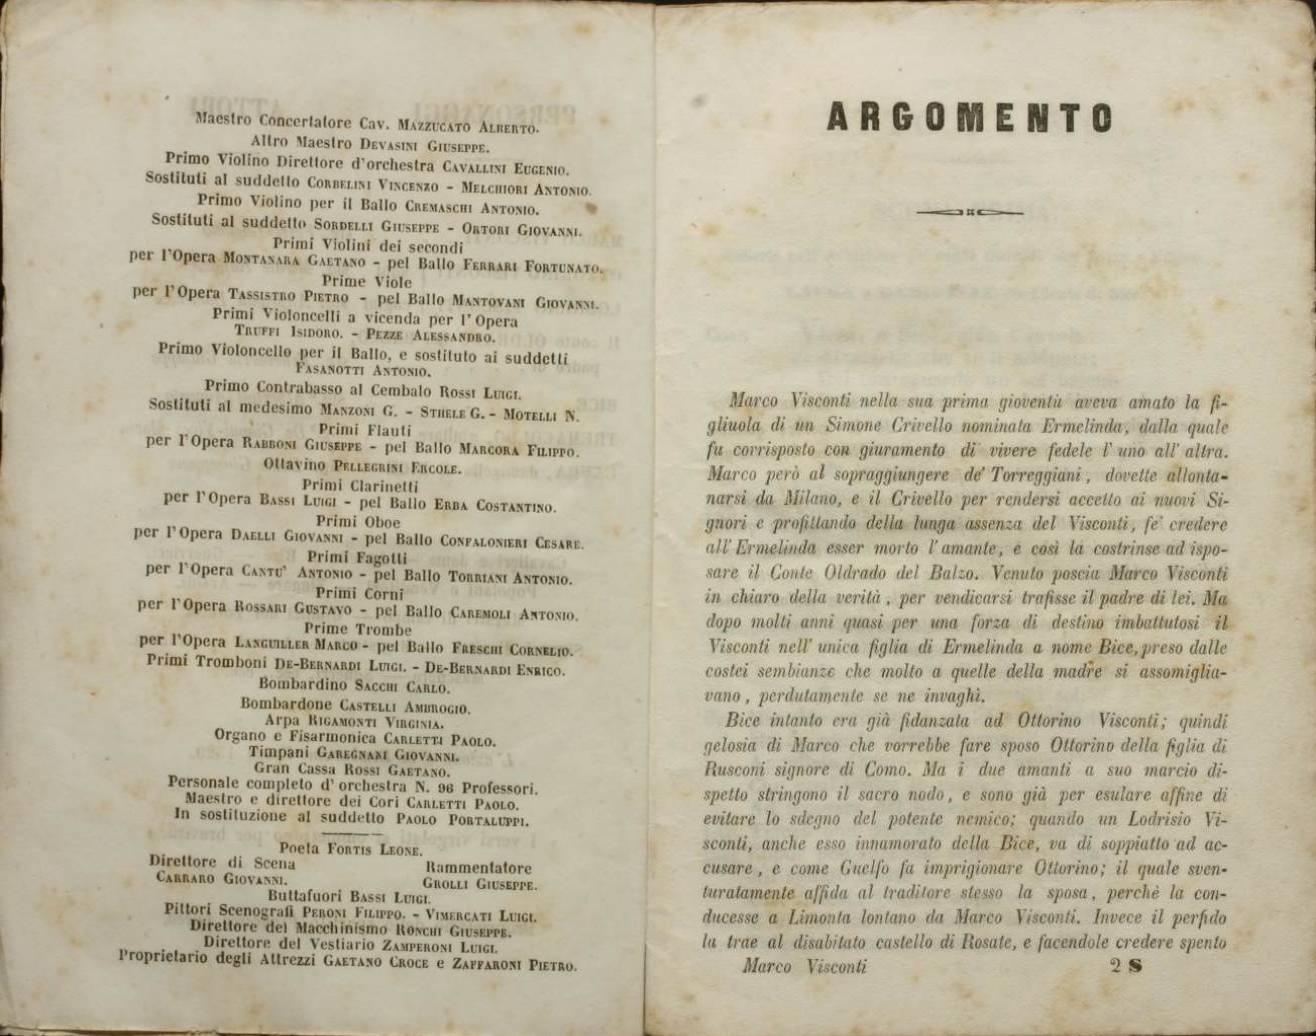 Maestro Concertatore Cav. Mazzucato Alberto.
Altro Maestro Devasini Giuseppe.
Primo Violino Direttore d'orchestra Cavallini Eugenio.
Sostituti al suddetto Corbelini Vincenzo - Melchiori Antonio.
Primo Violino per il Ballo Cremaschi Antonio.
Sostituti al suddetto Sordelli Giuseppe - Ortori Giovanni.
Primi Violini dei secondi
per l'Opera Montanara Gaetano - pel Ballo Ferrari Fortunato.
Prime Viole
per l'Opera Tassistro Pietro - pel Ballo Mantovani Giovanni.
Primi Violoncelli a vicenda per l'Opera
Truffi Isidoro. - Pezze Alessandro.
Primo Violoncello per il Ballo, e sostituto ai suddetti
Fasanotti Antonio.
Primo Contrabasso al Cembalo Rossi Luigi.
Sostituti al medesimo Manzoni G. - Sthele G. - Motelli N.
Primi Flauti
per l'Opera Rabboni Giuseppe - pel Ballo Marcora Filippo.
Ottavino Pellegrini Ercole.
Primi Clarinetti
per l'Opera Bassi Luigi - pel Ballo Erba Costantino.
Primi Oboe
per l'Opera Daelli Giovanni - pel Ballo Confalonieri Cesare.
Primi Fagotti
per l'Opera Cantu' Antonio - pel Ballo Torriani Antonio.
Primi Corni
per l'Opera Rossari Gustavo - pel Ballo Caremoli Antonio.
Prime Trombe
per l'Opera Languiller Marco - pel Ballo Freschi Cornelio.
Primi Tromboni De-Bernardi Luigi. - De-Bernardi Enrico.
Bombardino Sacchi Carlo.
Bombardone Castelli Ambrogio.
Arpa Rigamonti Virginia.
Organo e Fisarmonica Carletti Paolo.
Timpani Garegnani Giovanni.
Gran Cassa Rossi Gaetano.
Personale completo d'orchestra N. 96 Professori.
Maestro e direttore dei Cori Carletti Paolo.
In sostituzione al suddetto Paolo Portaluppi.
Poeta Fortis Leone.
Direttore di Scena Rammentatore
Carraro Giovanni. Grolli Giuseppe.
Buttafuori Bassi Luigi.
Pittori Scenografi Peroni Filippo. - Vimercati Luigi.
Direttore del Macchinismo Ronchi Giuseppe.
Direttore del Vestiario Zamperoni Luigi.
Proprietario degli Attrezzi Gaetano Croce e Zaffaroni Pietro.
ARGOMENTO
Marco Visconti nella sua prima gioventù aveva amato la fi-
gliuola di un Simone Crivello nominata Ermelinda, dalla quale
fu corrisposto con giuramento di vivere fedele l'uno all'altra.
Marco però al sopraggiungere de' Torreggiani, dovette allonta-
narsi da Milano, e il Crivello per rendersi accetto ai nuovi Si-
gnori e profittando della lunga assenza del Visconti, fe' credere
all'Ermelinda esser morto l'amante, e così la costrinse ad ispo-
sare il Conte Oldrado del Balzo. Venuto poscia Marco Visconti
in chiaro della verità, per vendicarsi trafisse il padre di lei. Ma
dopo molti anni quasi per una forza di destino imbattutosi il
Visconti nell'unica figlia di Ermelinda a nome Bice, preso dalle
costei sembianze che molto a quelle della madre si assomiglia-
vano, perdutamente se ne invaghì.
Bice intanto era già fidanzata ad Ottorino Visconti; quindi
gelosia di Marco che vorrebbe fare sposo Ottorino della figlia di
Rusconi signore di Como. Ma i due amanti a suo marcio di-
spetto stringono il sacro nodo, e sono già per esulare affine di
evitare lo sdegno del potente nemico; quando un Lodrisio Vi-
sconti, anche esso innamorato della Bice, va di soppiatto ad ac-
cusare, e come Guelfo fa imprigionare Ottorino; il quale sven-
turatamente affida al traditore stesso la sposa, perchè la con-
ducesse a Limonta lontano da Marco Visconti. Invece il perfido
la trae al disabitato castello di Rosate, e facendole credere spento
Marco Visconti 2 S